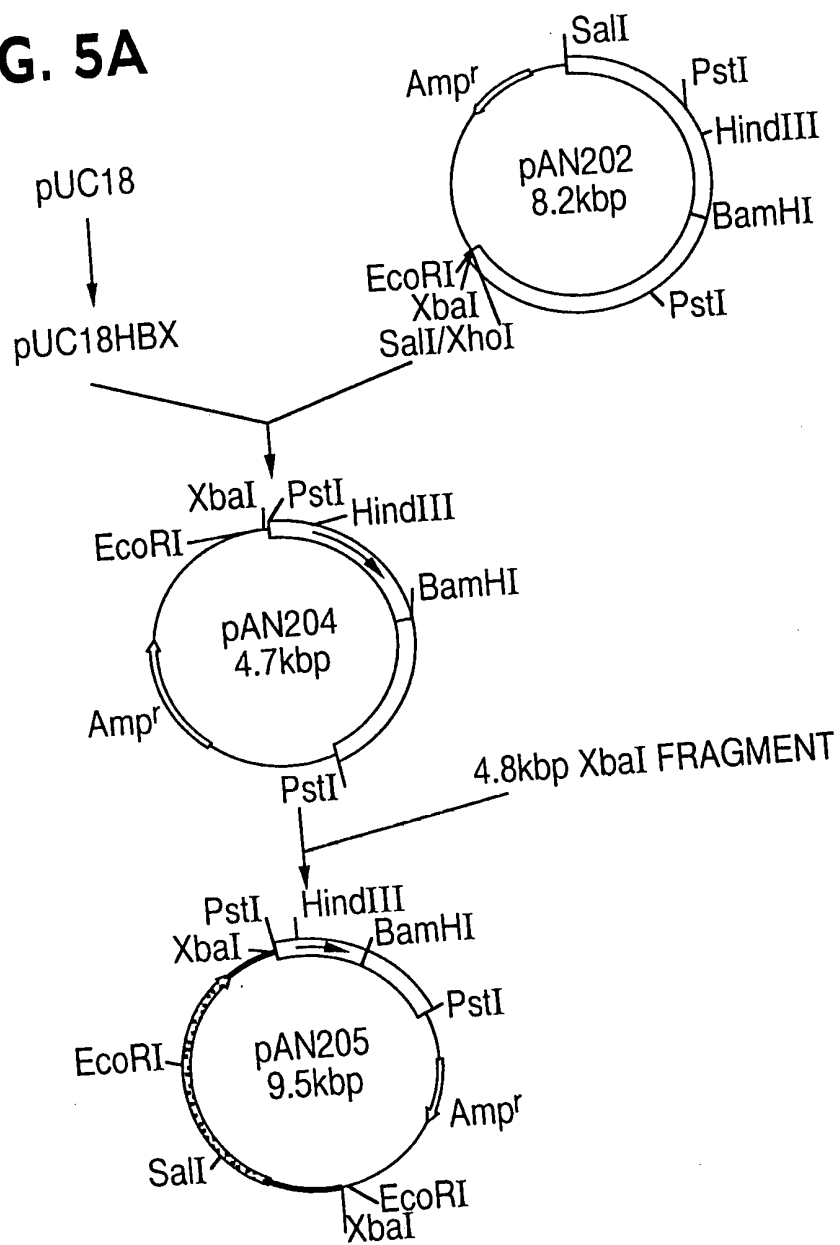 G. 5A
pUC18
pUC18HBX
SalI
Ampʳ
PstI
HindIII
pAN202
8.2kbp
BamHI
EcoRI
XbaI
SalI/XhoI
PstI
XbaI
PstI
HindIII
EcoRI
BamHI
pAN204
4.7kbp
Ampʳ
PstI
4.8kbp XbaI FRAGMENT
PstI
HindIII
XbaI
BamHI
PstI
EcoRI
pAN205
9.5kbp
Ampʳ
SalI
EcoRI
XbaI